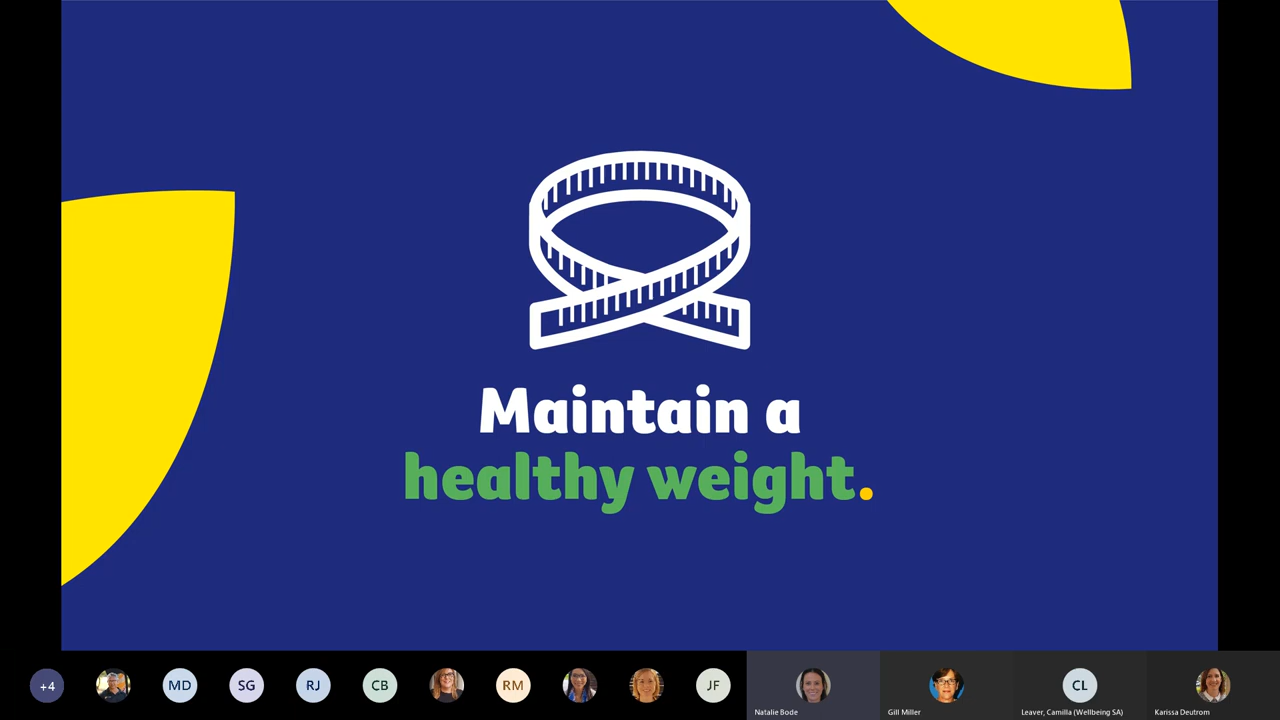 Maintain a
healthy weight.
+4
MD
SG
RJ
CB
RM
JF
CL
Natalie Bode
Gill Miller
Leaver, Camilla (Wellbeing SA)
Karissa Deutrom